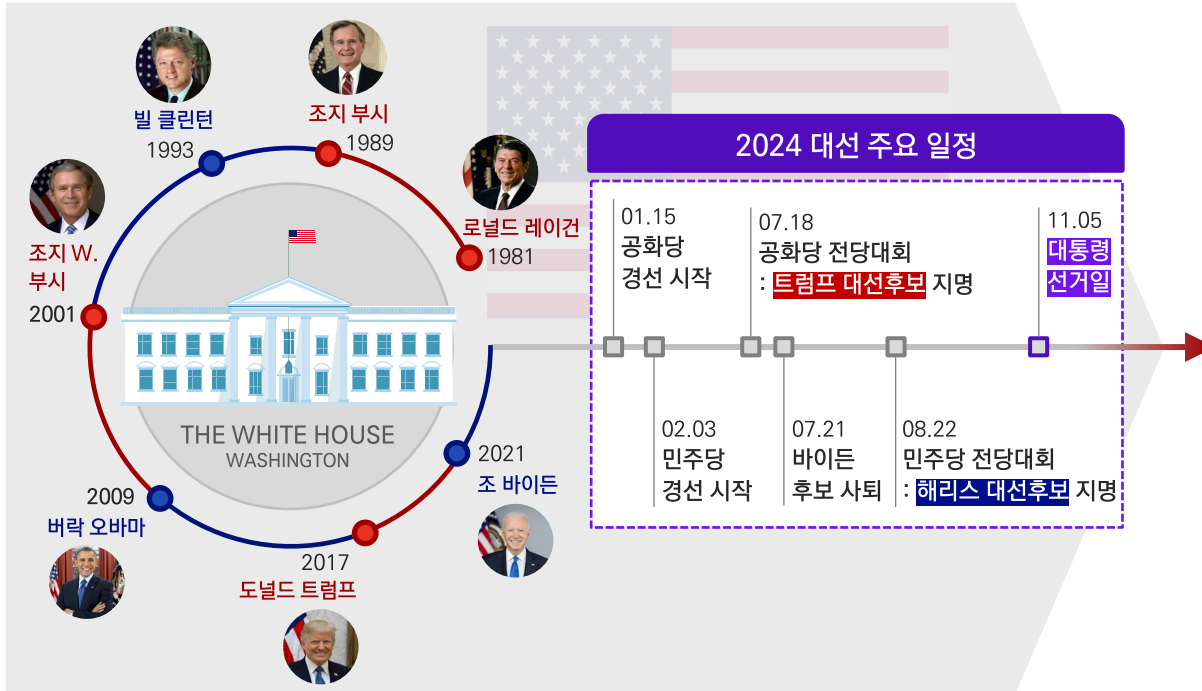 빌 클린턴
1993
조지 부시
1989
로널드 레이건
1981
조지 W.
부시
2001
THE WHITE HOUSE
WASHINGTON
2009
버락 오바마
2017
도널드 트럼프
2021
조 바이든
2024 대선 주요 일정
01.15
공화당
경선 시작
07.18
공화당 전당대회
: 트럼프 대선후보 지명
11.05
대통령
선거일
02.03
민주당
경선 시작
07.21
바이든
후보 사퇴
08.22
민주당 전당대회
: 해리스 대선후보 지명